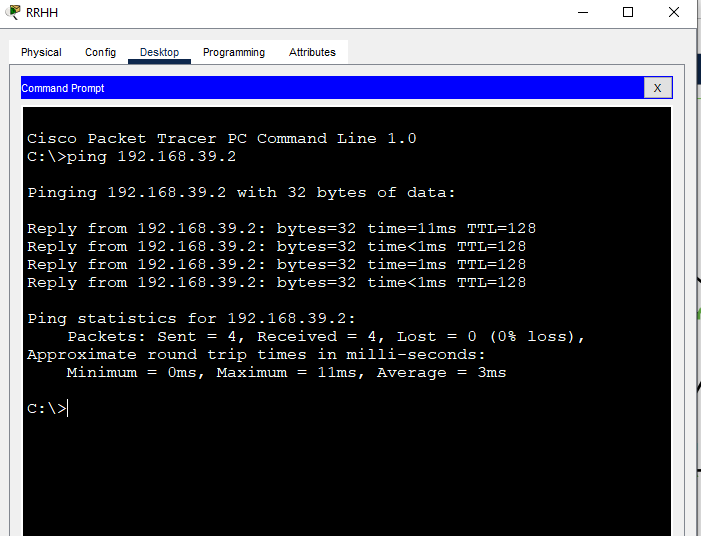 RRHH
Physical Config Desktop Programming Attributes
Command Prompt X
Cisco Packet Tracer PC Command Line 1.0
C:\>ping 192.168.39.2
Pinging 192.168.39.2 with 32 bytes of data:
Reply from 192.168.39.2: bytes=32 time=11ms TTL=128
Reply from 192.168.39.2: bytes=32 time<1ms TTL=128
Reply from 192.168.39.2: bytes=32 time=1ms TTL=128
Reply from 192.168.39.2: bytes=32 time<1ms TTL=128
Ping statistics for 192.168.39.2:
Packets: Sent = 4, Received = 4, Lost = 0 (0% loss),
Approximate round trip times in milli-seconds:
Minimum = 0ms, Maximum = 11ms, Average = 3ms
C:\>